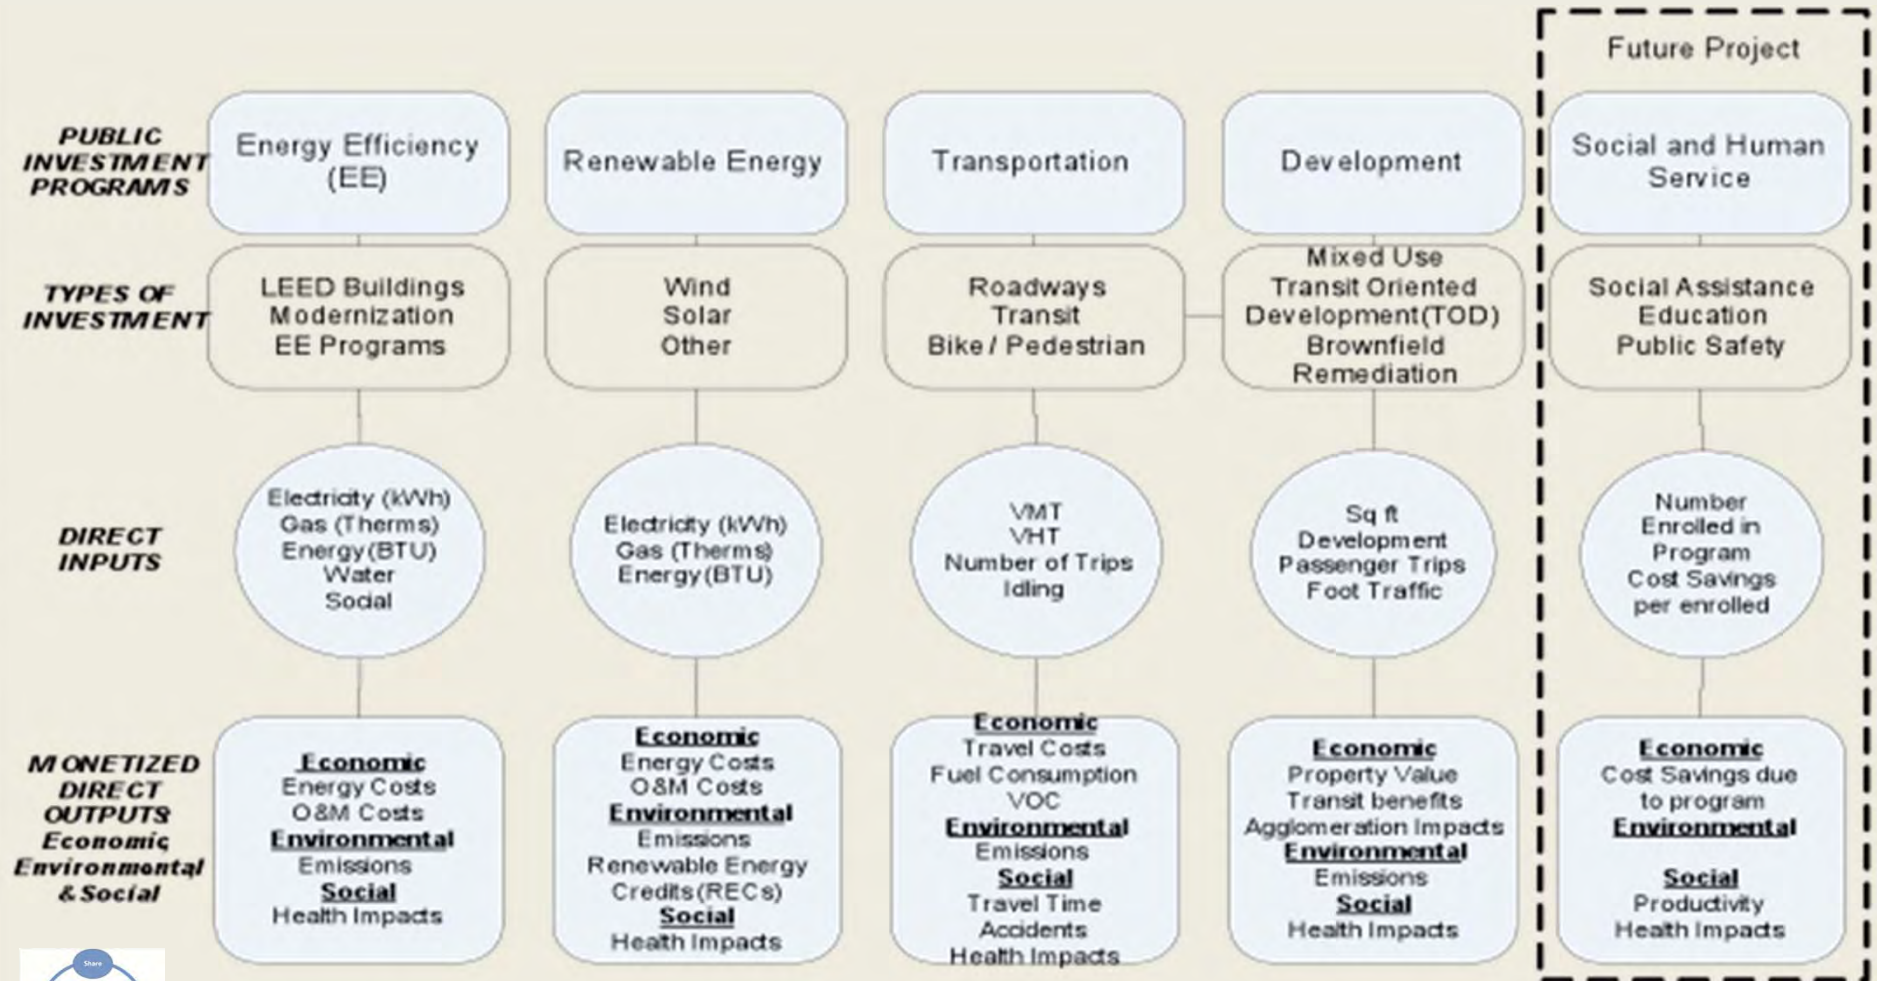 Future Project
PUBLIC
INVESTMENT
PROGRAMS
Energy Efficiency
(EE)
Renewable Energy
Transportation
Development
Social and Human
Service
TYPES OF
INVESTMENT
LEED Buildings
Modernization
EE Programs
Wind
Solar
Other
Roadways
Transit
Bike / Pedestrian
Mixed Use
Transit Oriented
Development(TOD)
Brownfield
Remediation
Social Assistance
Education
Public Safety
DIRECT
INPUTS
Electricity (kWh)
Gas (Therms)
Energy(BTU)
Water
Social
Electricity (kWh)
Gas (Therms)
Energy(BTU)
VMT
VHT
Number of Trips
Idling
Sq ft
Development
Passenger Trips
Foot Traffic
Number
Enrolled in
Program
Cost Savings
per enrolled
MONETIZED
DIRECT
OUTPUTS
Economic
Environmental
& Social
Economic
Energy Costs
O&M Costs
Environmental
Emissions
Social
Health Impacts
Economic
Energy Costs
O&M Costs
Environmental
Emissions
Renewable Energy
Credits(RECs)
Social
Health Impacts
Economic
Travel Costs
Fuel Consumption
VOC
Environmental
Emissions
Social
Travel Time
Accidents
Health Impacts
Economic
Property Value
Transit benefits
Agglomeration Impacts
Environmental
Emissions
Social
Health Impacts
Economic
Cost Savings due
to program
Environmental
Social
Productivity
Health Impacts
Share